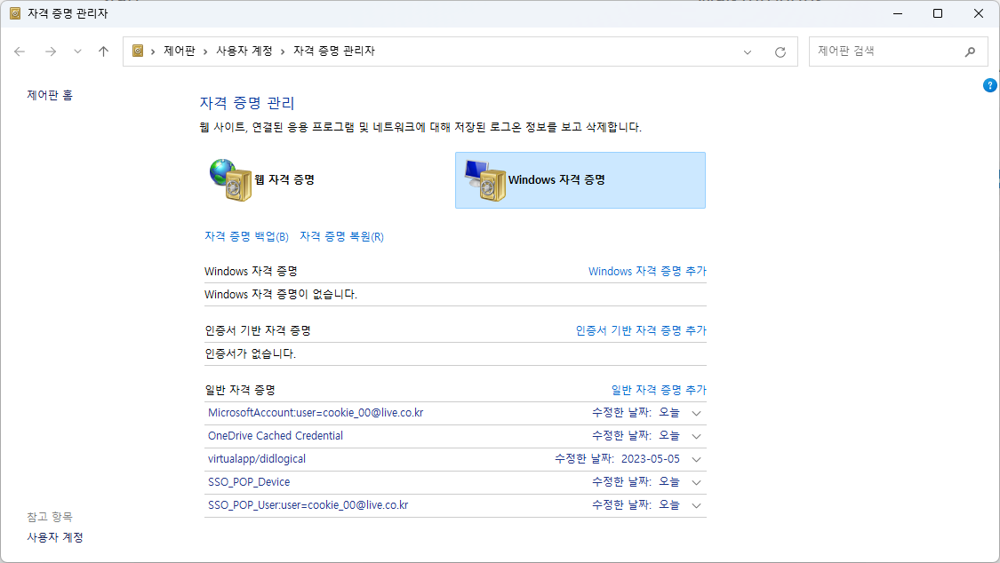 자격 증명 관리자
제어판 › 사용자 계정 › 자격 증명 관리자
제어판 검색
제어판 홈
?
자격 증명 관리
웹 사이트, 연결된 응용 프로그램 및 네트워크에 대해 저장된 로그온 정보를 보고 삭제합니다.
웹 자격 증명
Windows 자격 증명
자격 증명 백업(B) 자격 증명 복원(R)
Windows 자격 증명 Windows 자격 증명 추가
Windows 자격 증명이 없습니다.
인증서 기반 자격 증명 인증서 기반 자격 증명 추가
인증서가 없습니다.
일반 자격 증명 일반 자격 증명 추가
MicrosoftAccount:user=cookie_00@live.co.kr 수정한 날짜: 오늘
OneDrive Cached Credential 수정한 날짜: 오늘
virtualapp/didlogical 수정한 날짜: 2023-05-05
SSO_POP_Device 수정한 날짜: 오늘
SSO_POP_User:user=cookie_00@live.co.kr 수정한 날짜: 오늘
참고 항목
사용자 계정